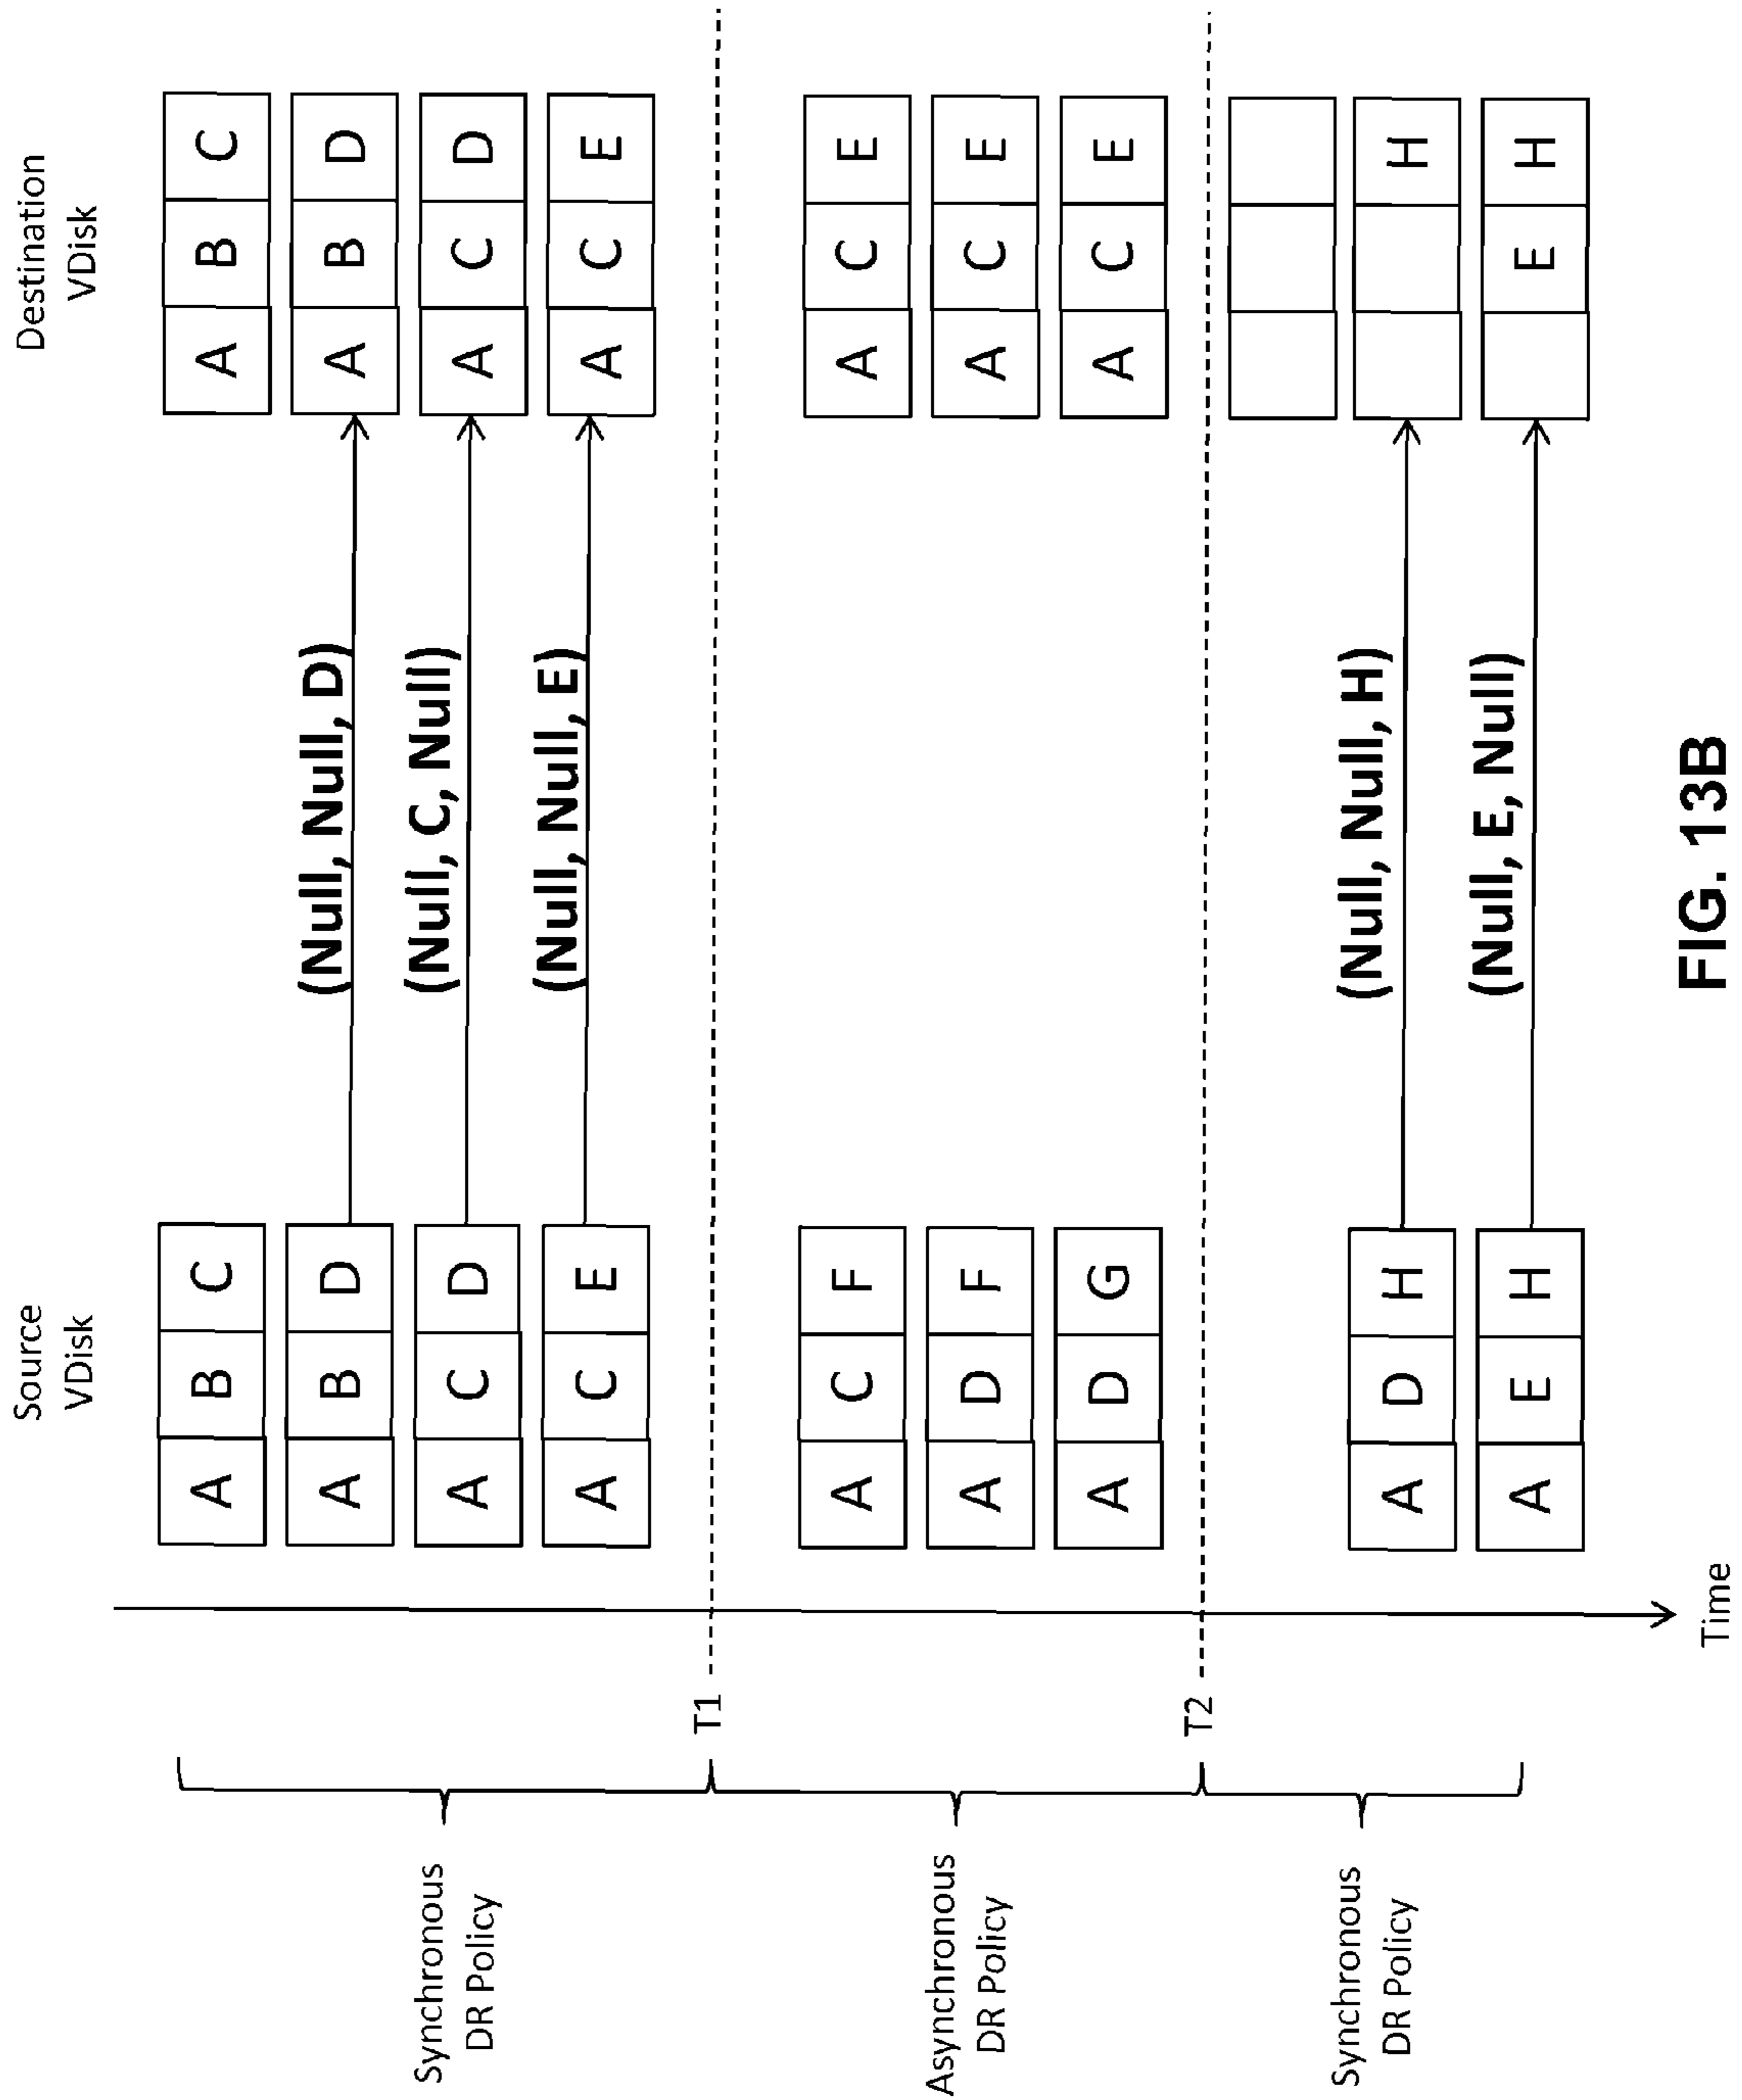 Source
VDisk
Destination
VDisk
A B C
A B C
A B D
(Null, Null, D)
A B D
A C D
(Null, C, Null)
A C D
A C E
(Null, Null, E)
A C E
Synchronous
DR Policy
T1
A C F
A C E
A D F
A C E
A D G
A C E
Asynchronous
DR Policy
T2
A D H
(Null, Null, H)
H
A E H
(Null, E, Null)
E H
Synchronous
DR Policy
Time
FIG. 13B